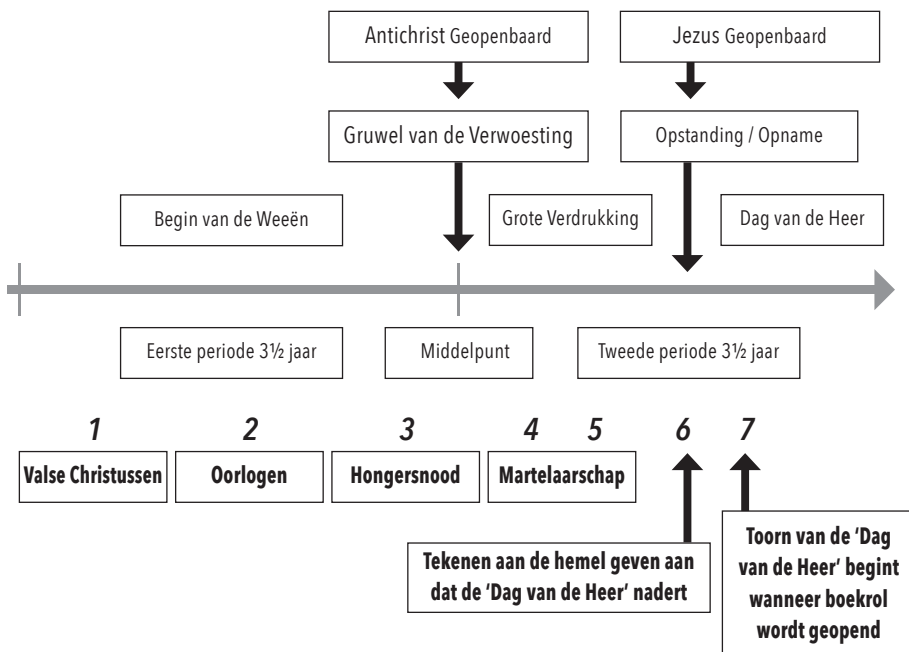 Antichrist Geopenbaard
Jezus Geopenbaard
Gruwel van de Verwoesting
Opstanding / Opname
Begin van de Weeën
Grote Verdrukking
Dag van de Heer
Eerste periode 3½ jaar
Middelpunt
Tweede periode 3½ jaar
1 2 3 4 5 6 7
Valse Christussen
Oorlogen
Hongersnood
Martelaarschap
Tekenen aan de hemel geven aan
dat de ‘Dag van de Heer’ nadert
Toorn van de ‘Dag
van de Heer’ begint
wanneer boekrol
wordt geopend